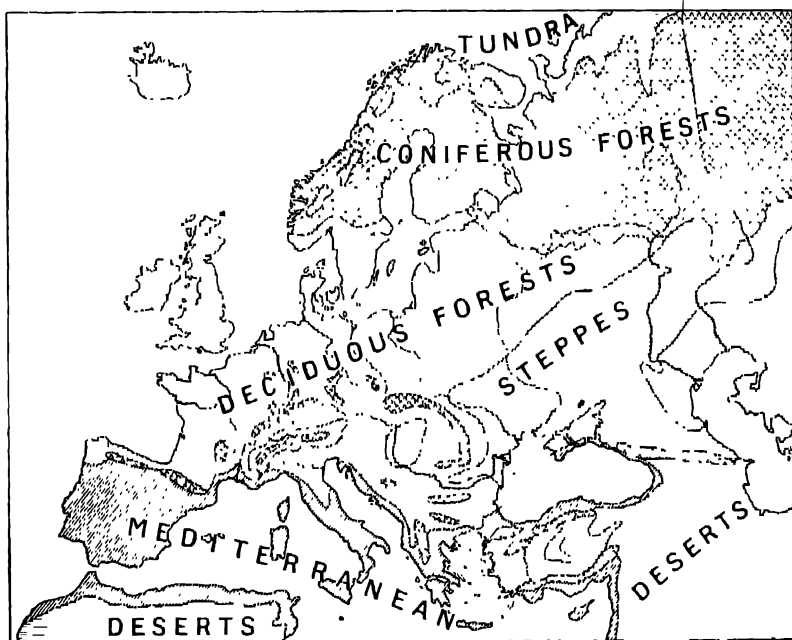 TUNDRA
CONIFEROUS FORESTS
DECIDUOUS FORESTS
STEPPES
MEDITERRANEAN
DESERTS
DESERTS